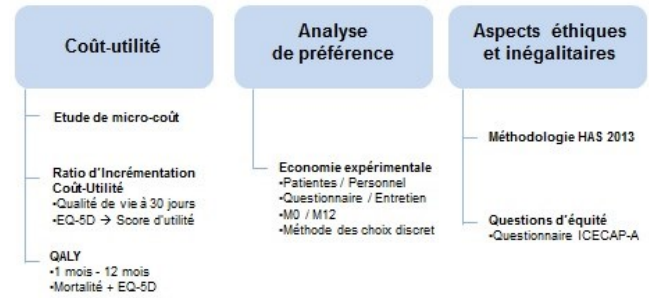 Coût-utilité
Etude de micro-coût
Ratio d'Incrémentation
Coût-Utilité
•Qualité de vie à 30 jours
•EQ-5D → Score d'utilité
QALY
•1 mois - 12 mois
•Mortalité + EQ-5D
Analyse
de préférence
Economie expérimentale
•Patientes / Personnel
•Questionnaire / Entretien
•M0 / M12
•Méthode des choix discret
Aspects éthiques
et inégalitaires
Méthodologie HAS 2013
Questions d'équité
•Questionnaire ICECAP-A